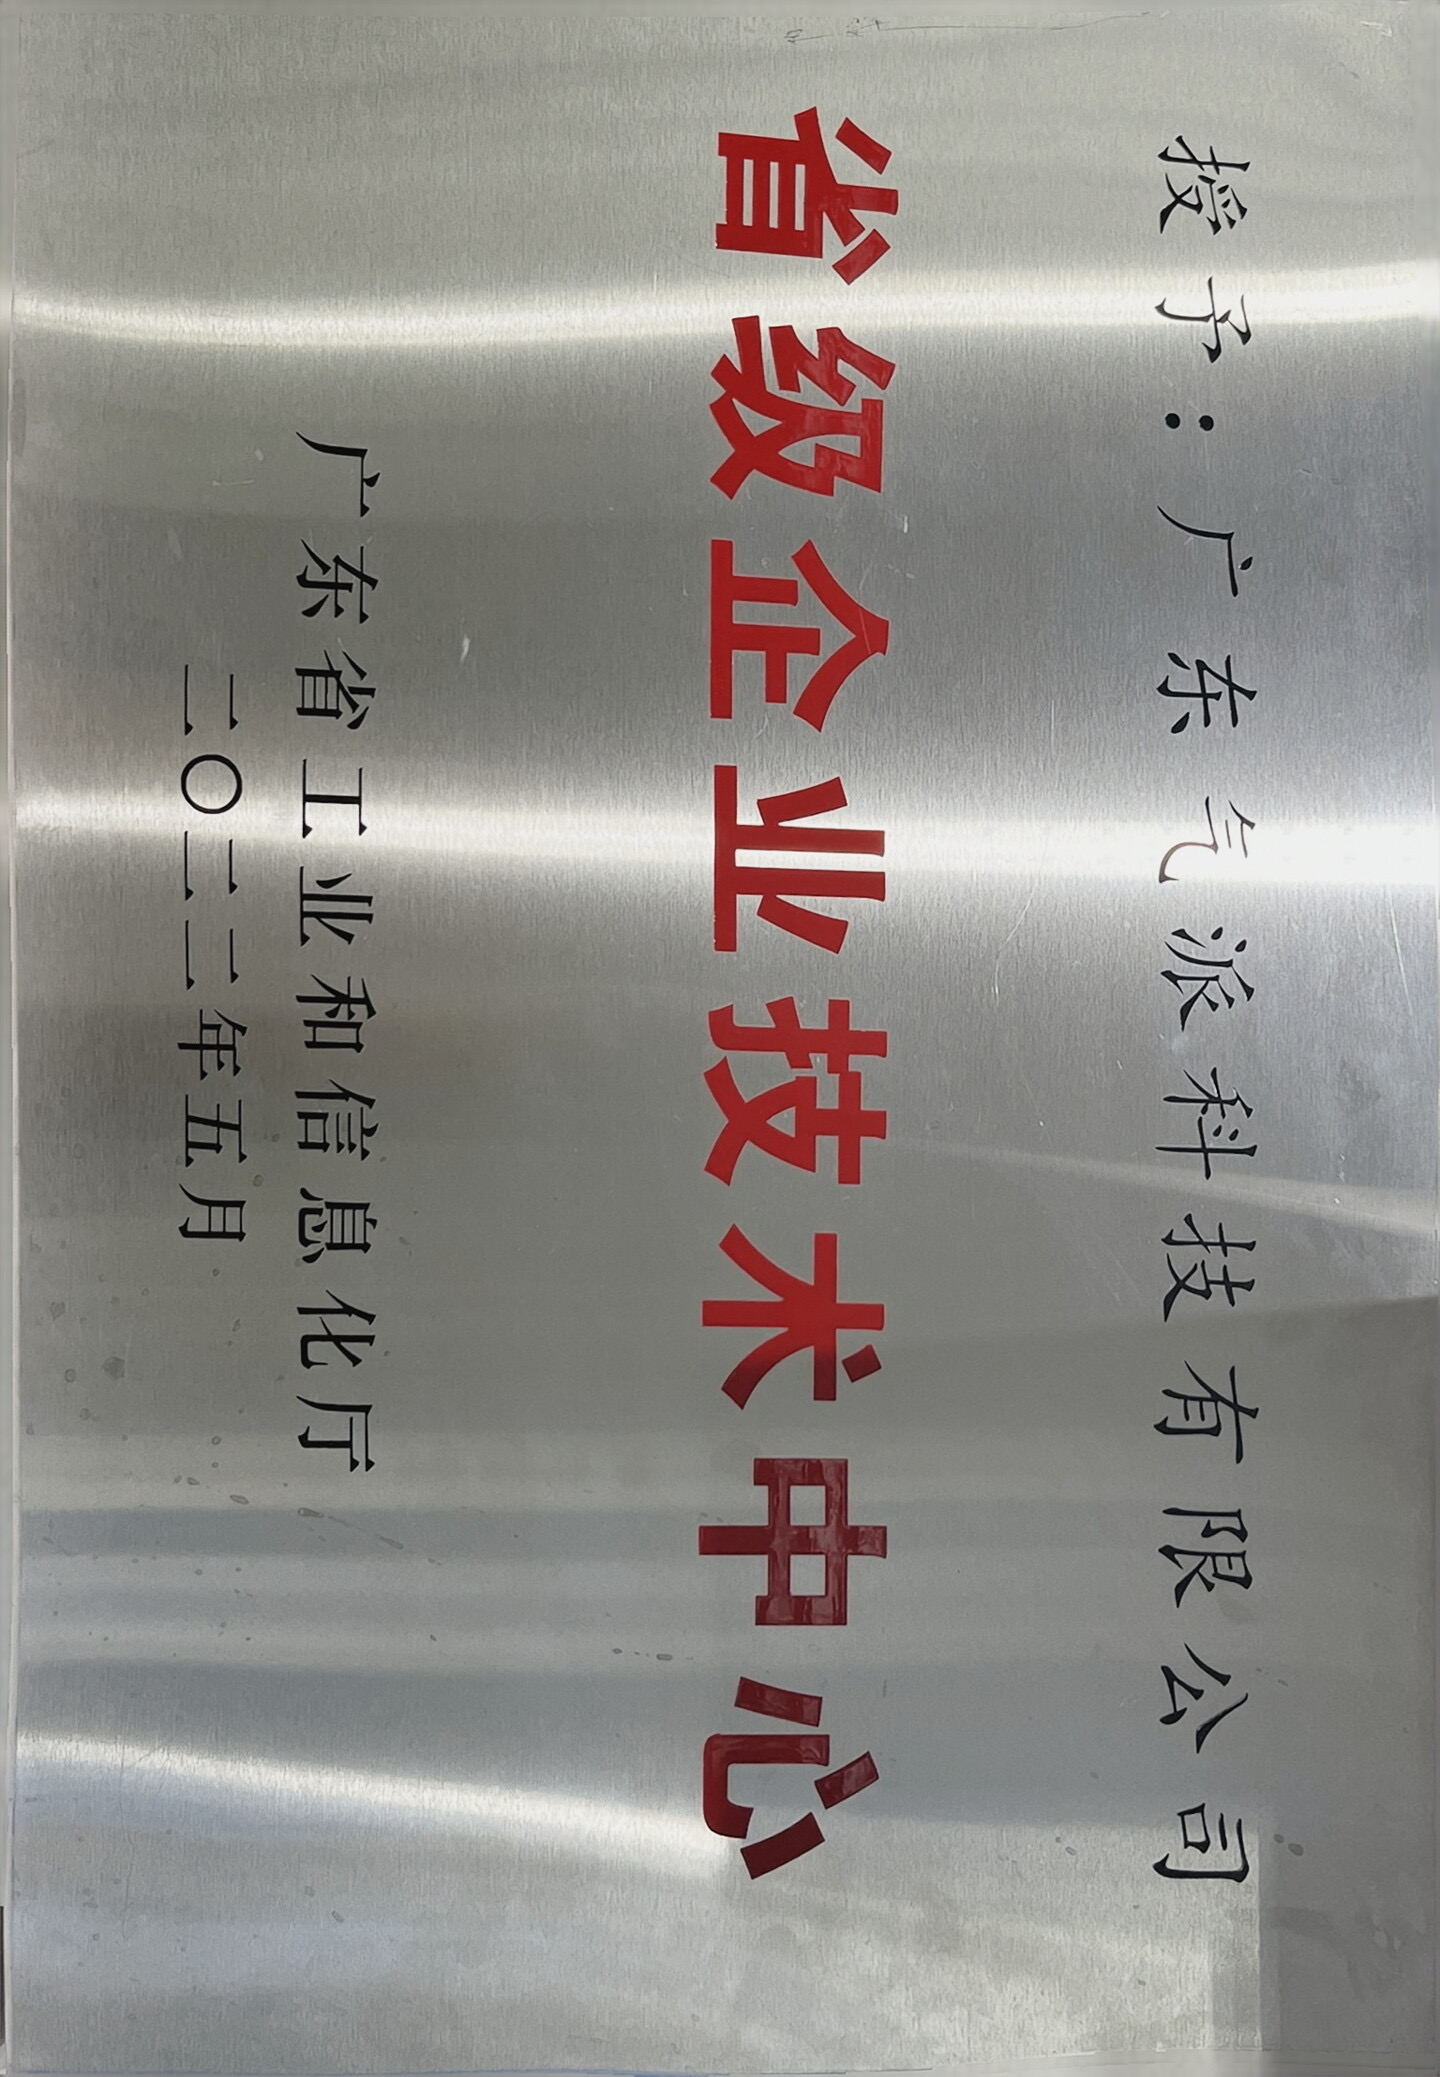 授予：广东气派科技有限公司
省级企业技术中心
广东省工业和信息化厅
二〇二二年五月